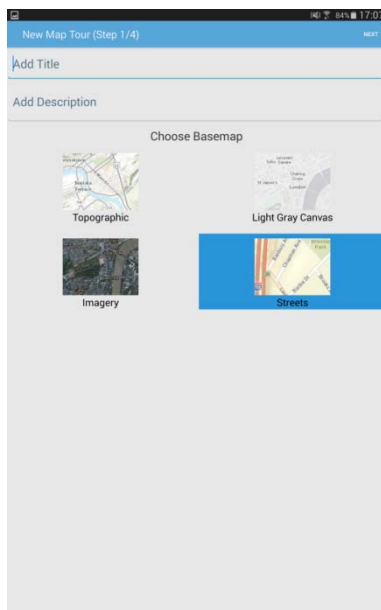 84% 17:07
New Map Tour (Step 1/4) NEXT
Add Title
Add Description
Choose Basemap
Topographic
Light Gray Canvas
Imagery
Streets